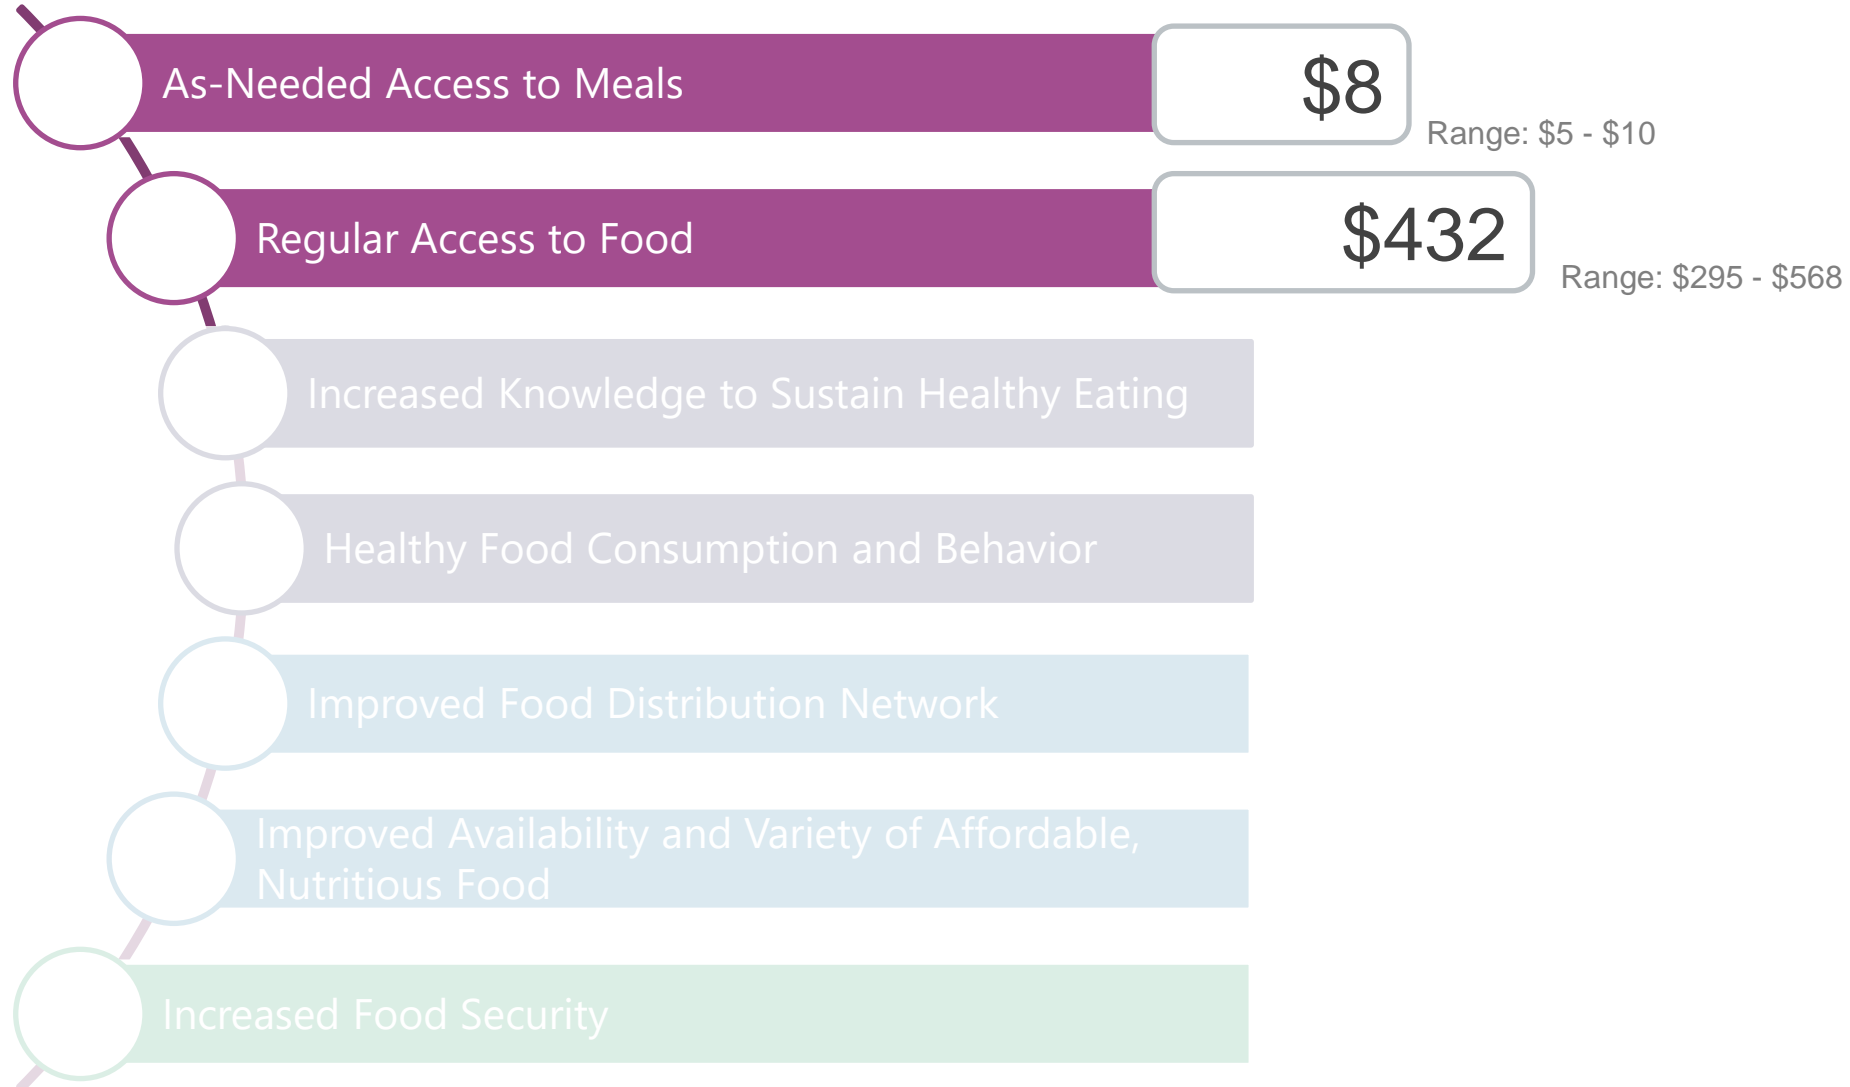 As-Needed Access to Meals
$8
Range: $5 - $10
Regular Access to Food
$432
Range: $295 - $568
Increased Knowledge to Sustain Healthy Eating
Healthy Food Consumption and Behavior
Improved Food Distribution Network
Improved Availability and Variety of Affordable,
Nutritious Food
Increased Food Security